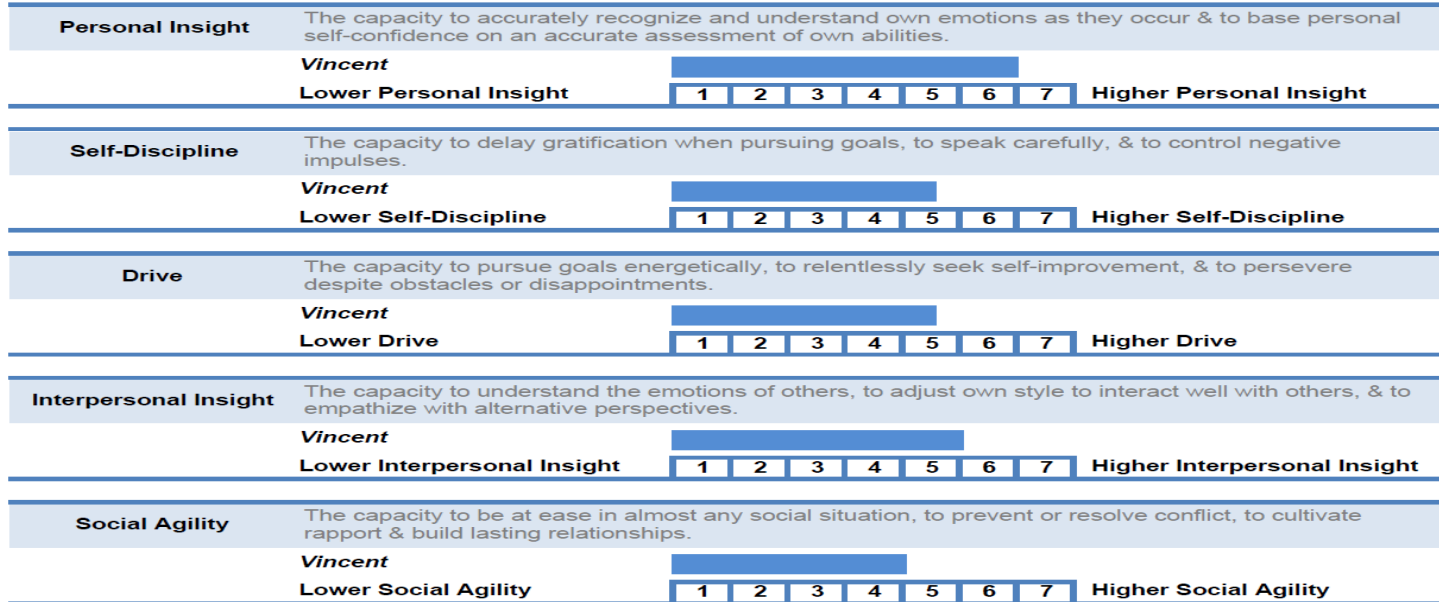 Personal Insight
The capacity to accurately recognize and understand own emotions as they occur & to base personal
self-confidence on an accurate assessment of own abilities.
Vincent
Lower Personal Insight 1 2 3 4 5 6 7 Higher Personal Insight
Self-Discipline
The capacity to delay gratification when pursuing goals, to speak carefully, & to control negative
impulses.
Vincent
Lower Self-Discipline 1 2 3 4 5 6 7 Higher Self-Discipline
Drive
The capacity to pursue goals energetically, to relentlessly seek self-improvement, & to persevere
despite obstacles or disappointments.
Vincent
Lower Drive 1 2 3 4 5 6 7 Higher Drive
Interpersonal Insight
The capacity to understand the emotions of others, to adjust own style to interact well with others, & to
empathize with alternative perspectives.
Vincent
Lower Interpersonal Insight 1 2 3 4 5 6 7 Higher Interpersonal Insight
Social Agility
The capacity to be at ease in almost any social situation, to prevent or resolve conflict, to cultivate
rapport & build lasting relationships.
Vincent
Lower Social Agility 1 2 3 4 5 6 7 Higher Social Agility